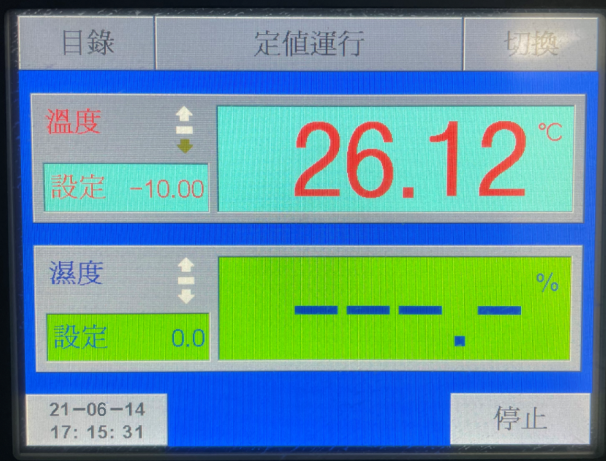 目錄 定值運行 切換
溫度 26.12 ℃
設定 -10.00
濕度 ---.- %
設定 0.0
21-06-14
17:15:31 停止